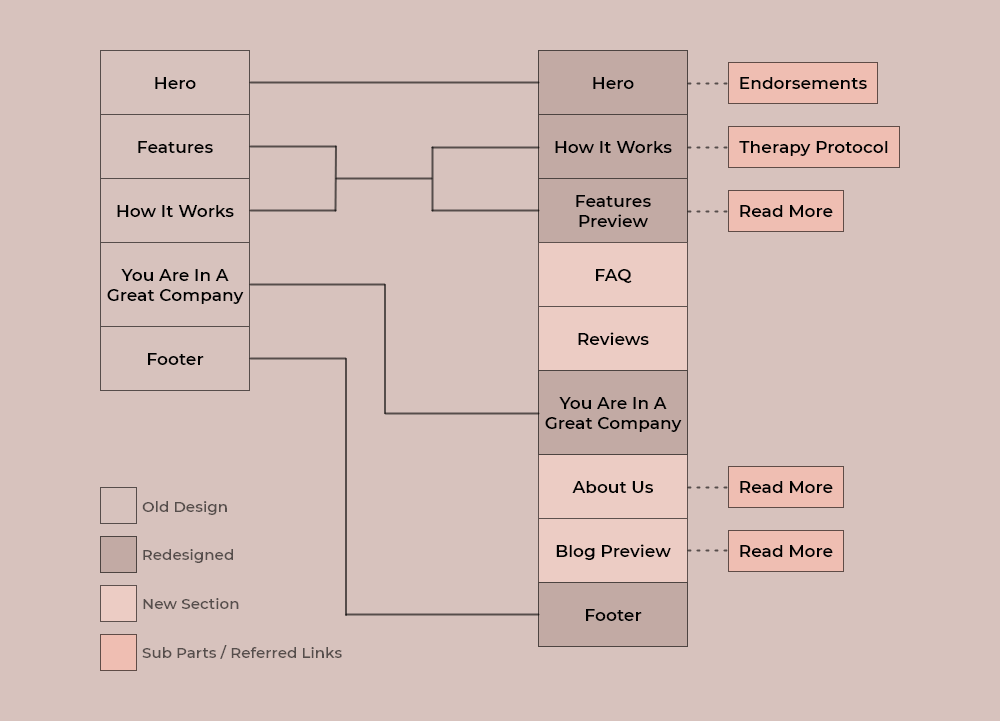 Hero
Features
How It Works
You Are In A
Great Company
Footer
Hero
How It Works
Features
Preview
FAQ
Reviews
You Are In A
Great Company
About Us
Blog Preview
Footer
Endorsements
Therapy Protocol
Read More
Read More
Read More
Old Design
Redesigned
New Section
Sub Parts / Referred Links